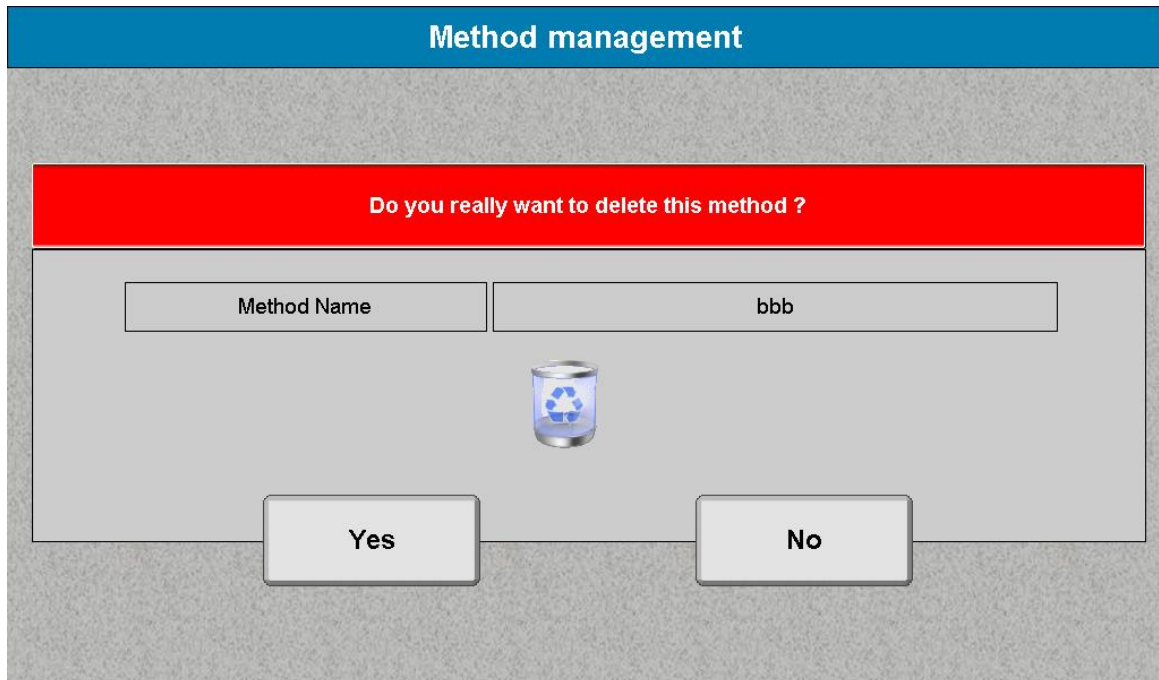 Method management
Do you really want to delete this method ?
Method Name bbb
Yes No